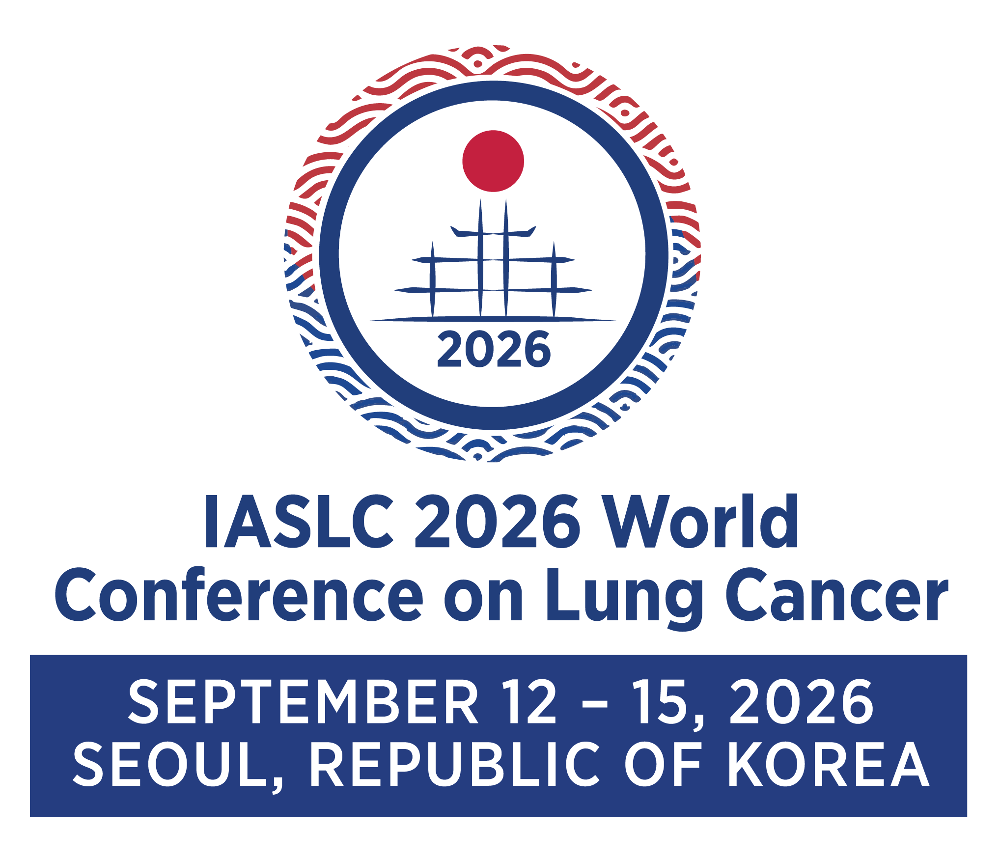 2026
IASLC 2026 World
Conference on Lung Cancer
SEPTEMBER 12 – 15, 2026
SEOUL, REPUBLIC OF KOREA